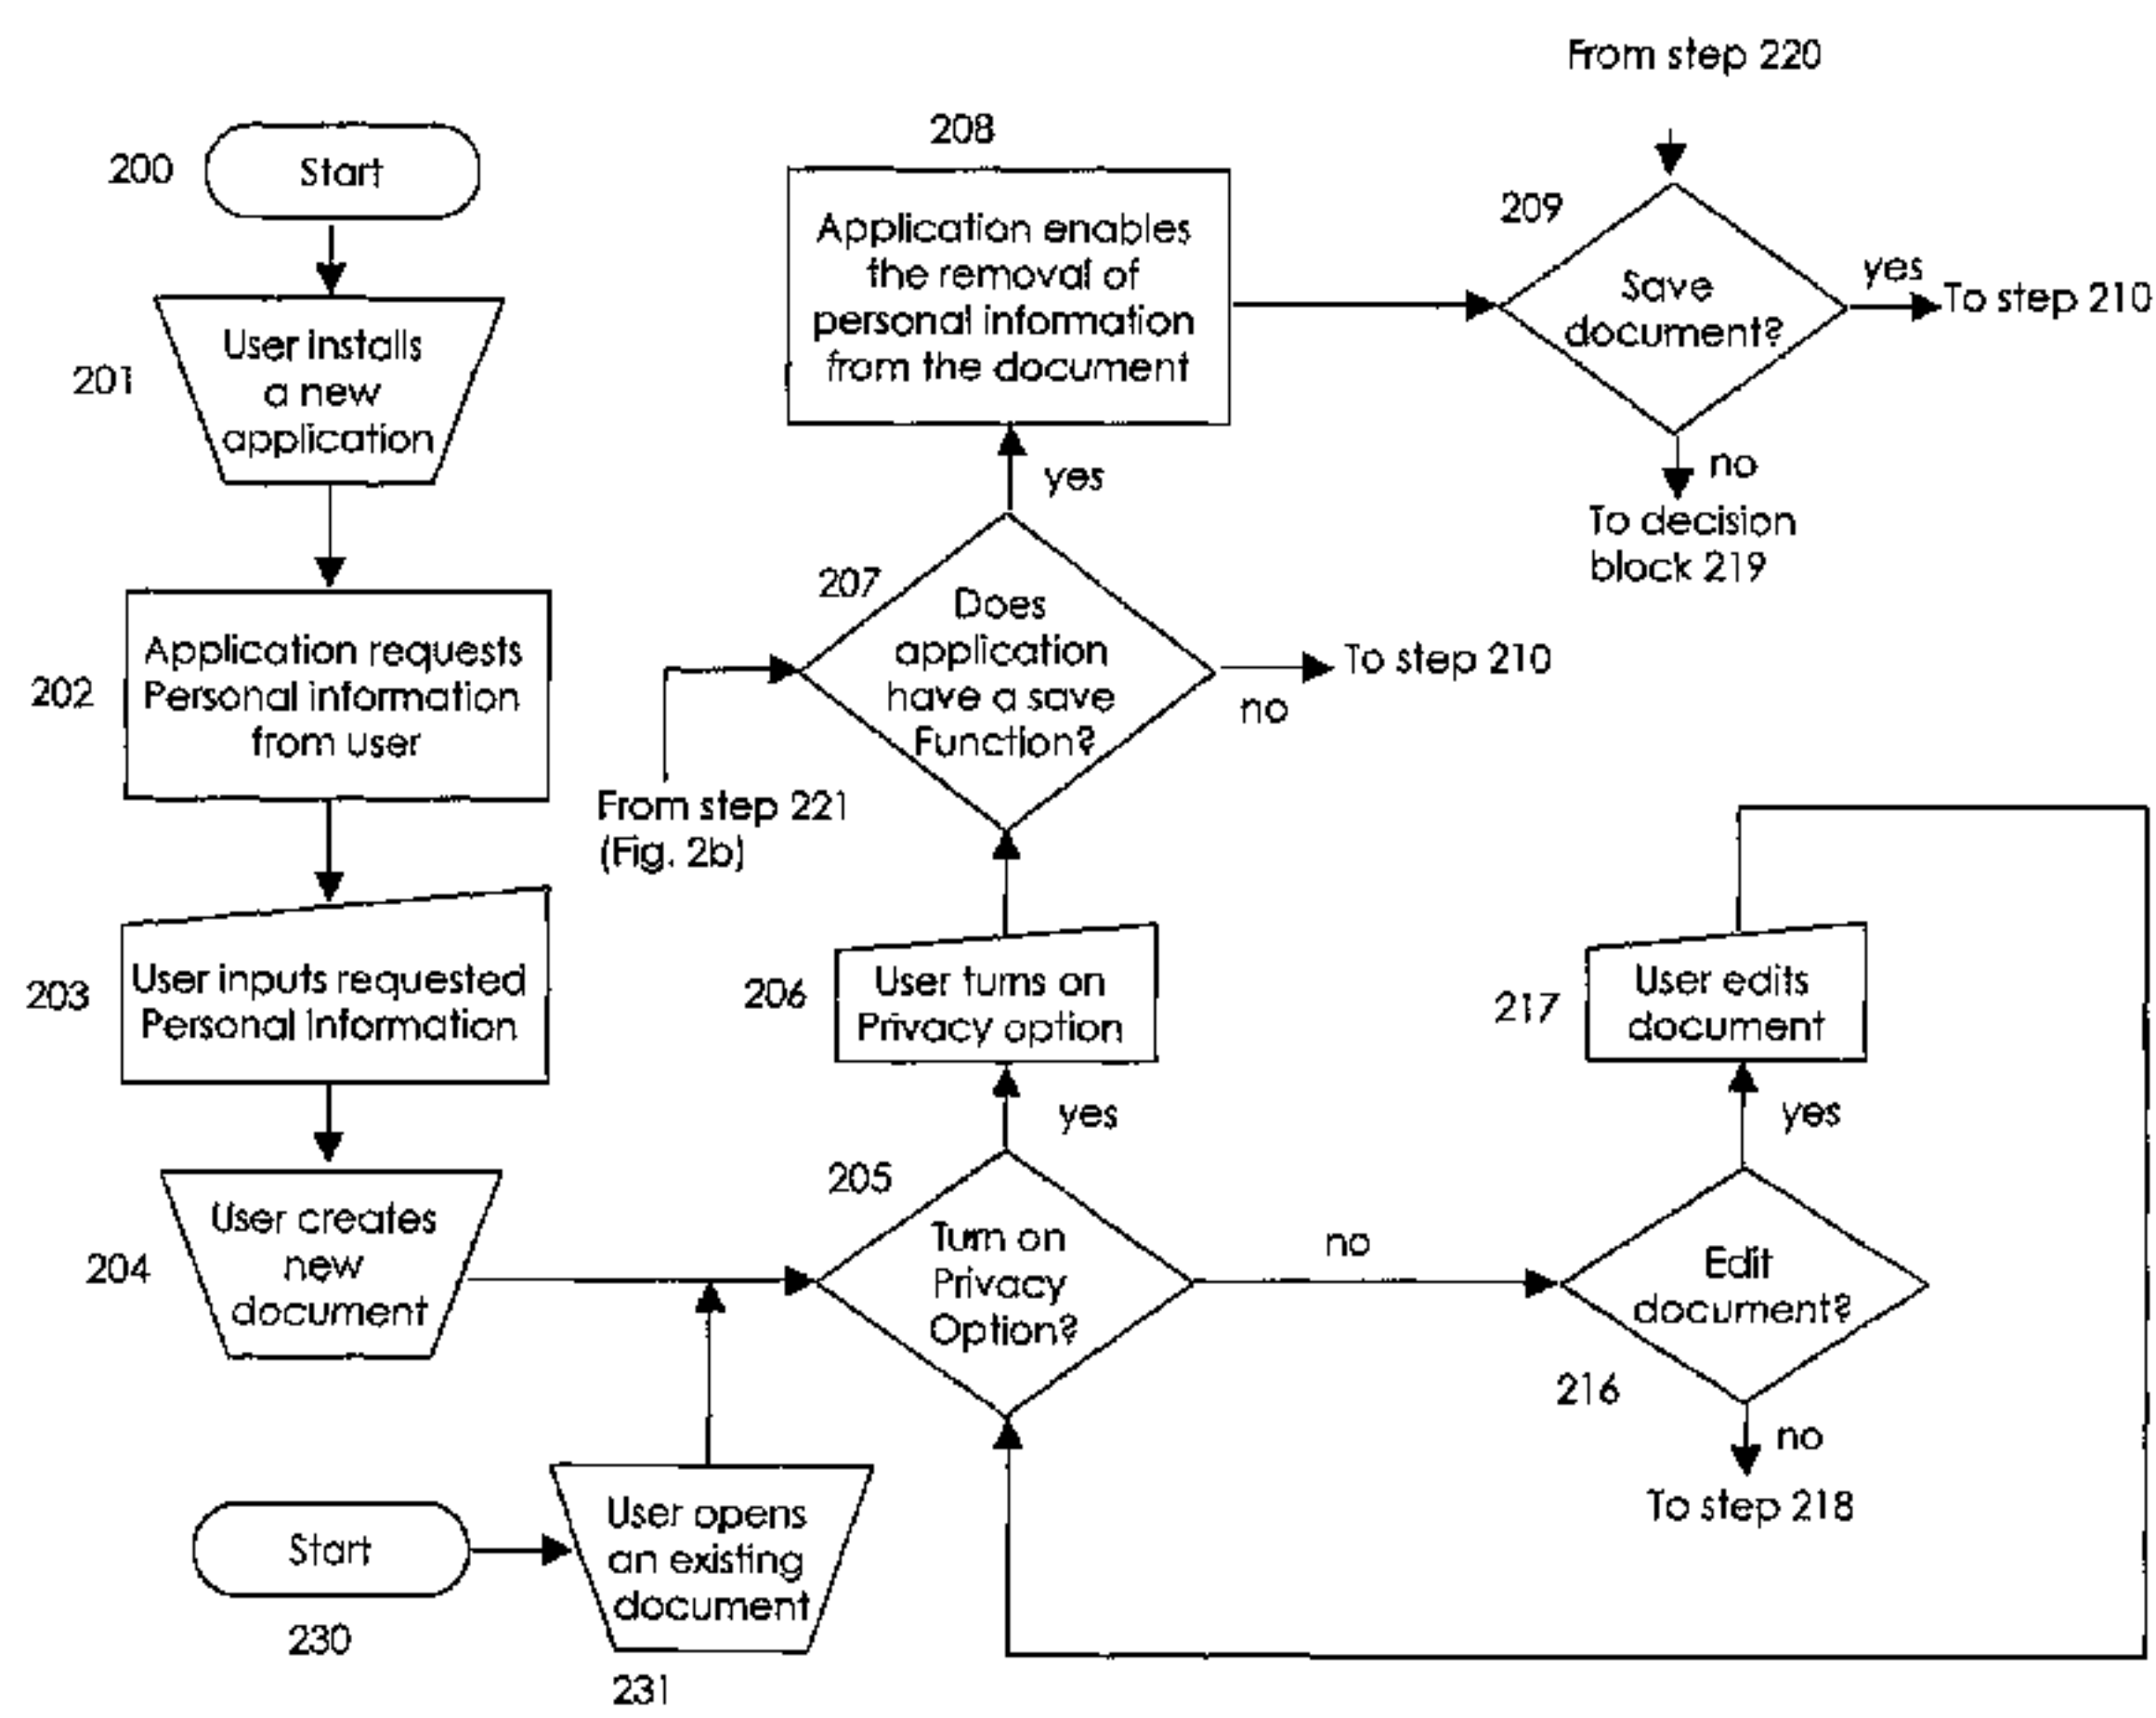 From step 220
208
200
Start
209
Application enables
the removal of
personal information
from the document
Save
document?
yes
To step 210
201
User installs
a new
application
no
To decision
block 219
yes
207
Does
application
have a save
Function?
To step 210
no
202
Application requests
Personal information
from user
From step 221
(Fig. 2b)
203
User inputs requested
Personal Information
206
User turns on
Privacy option
217
User edits
document
yes
yes
204
User creates
new
document
205
Turn on
Privacy
Option?
no
Edit
document?
216
no
To step 218
Start
230
User opens
an existing
document
231